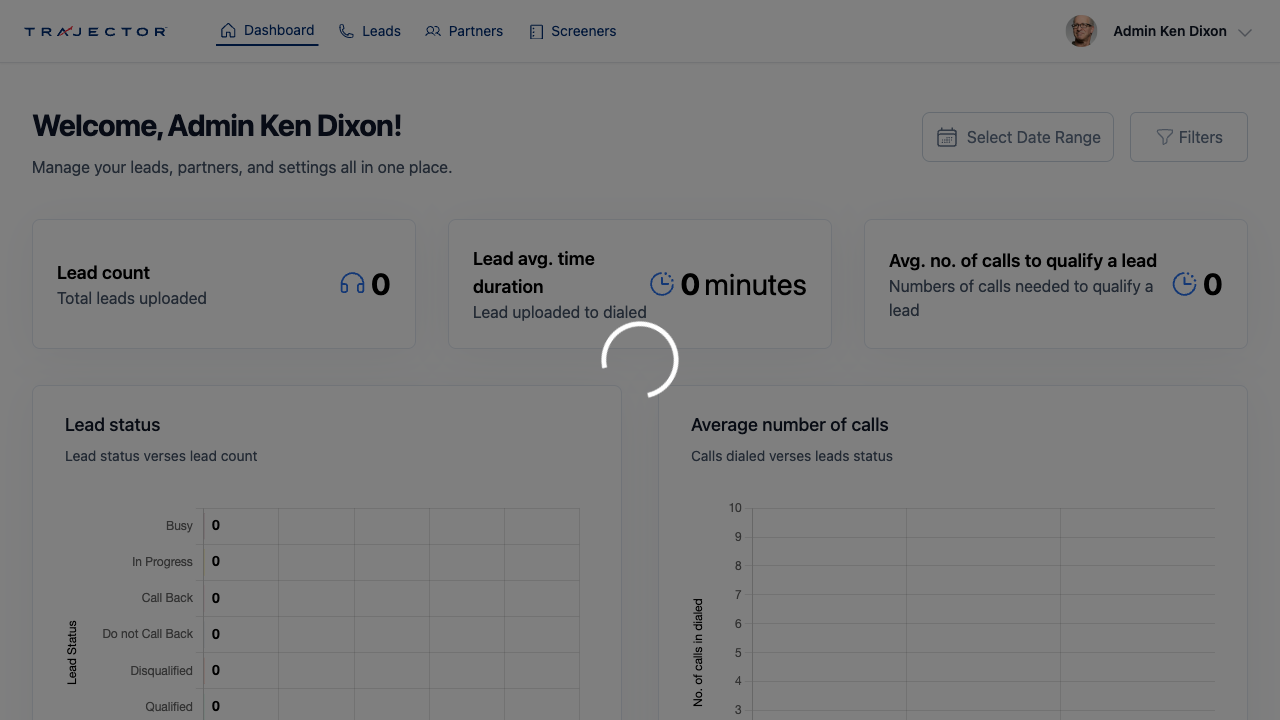 TRAJECTOR
Dashboard
Leads
Partners
Screeners
Admin Ken Dixon
Welcome, Admin Ken Dixon!
Manage your leads, partners, and settings all in one place.
Select Date Range
Filters
Lead count
Total leads uploaded
0
Lead avg. time
duration
Lead uploaded to dialed
0 minutes
Avg. no. of calls to qualify a lead
Numbers of calls needed to qualify a
lead
0
Lead status
Lead status verses lead count
Lead Status
Busy 0
In Progress 0
Call Back 0
Do not Call Back 0
Disqualified 0
Qualified 0
Average number of calls
Calls dialed verses leads status
No. of calls in dialed
10
9
8
7
6
5
4
3